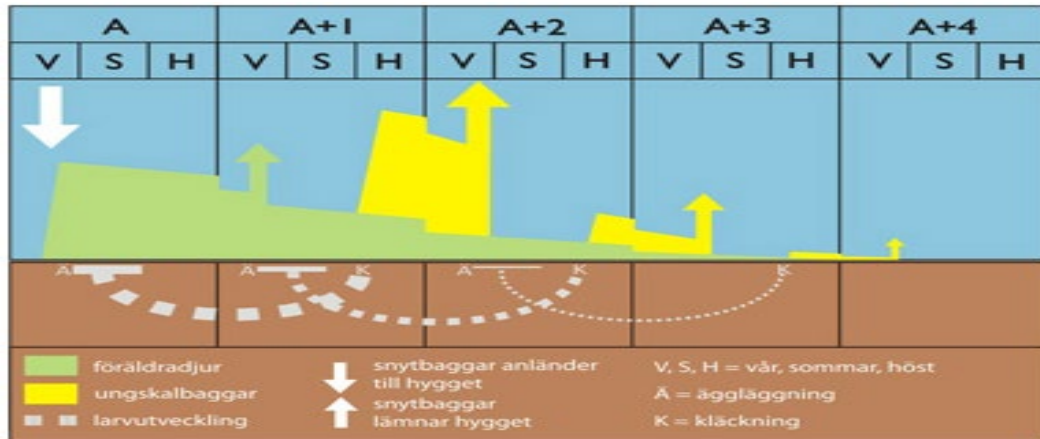 A A+1 A+2 A+3 A+4
V S H V S H V S H V S H V S H
Ä Ä K Ä K K
föräldradjur
ungskalbaggar
larvutveckling
snytbaggar anländer
till hygget
snytbaggar
lämnar hygget
V, S, H = vår, sommar, höst
Ä = äggläggning
K = kläckning